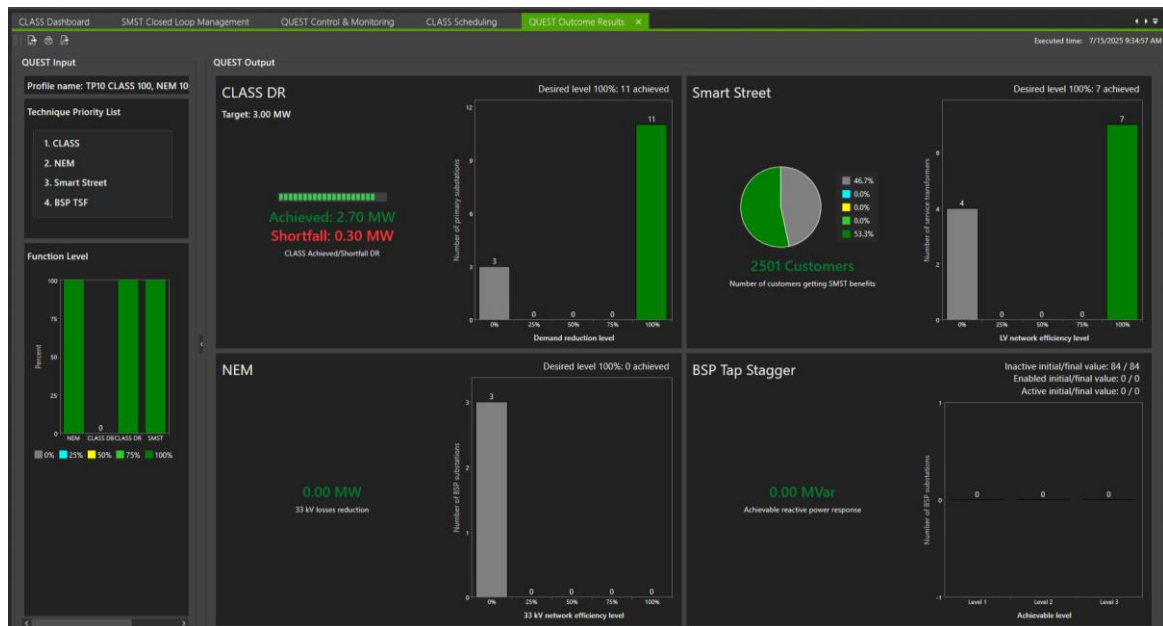 CLASS Dashboard
SMST Closed Loop Management
QUEST Control & Monitoring
CLASS Scheduling
QUEST Outcome Results ×
Executed time: 7/15/2025 9:34:57 AM
QUEST Input
Profile name: TP10 CLASS 100, NEM 10
Technique Priority List
1. CLASS
2. NEM
3. Smart Street
4. BSP TSF
Function Level
100
75
50
25
0
Percent
0
NEM
CLASS DB
CLASS DR
SMST
0%
25%
50%
75%
100%
QUEST Output
CLASS DR
Target: 3.00 MW
Desired level 100%: 11 achieved
Achieved: 2.70 MW
Shortfall: 0.30 MW
CLASS Achieved/Shortfall DR
Number of primary substations
12
9
6
3
0
3
0
0
0
11
0%
25%
50%
75%
100%
Demand reduction level
Smart Street
Desired level 100%: 7 achieved
46.7%
0.0%
0.0%
0.0%
53.3%
2501 Customers
Number of customers getting SMST benefits
Number of service transformers
6
4
2
0
4
0
0
0
7
0%
25%
50%
75%
100%
LV network efficiency level
NEM
Desired level 100%: 0 achieved
0.00 MW
33 kV losses reduction
Number of BSP substations
3
2
1
0
3
0
0
0
0
0%
25%
50%
75%
100%
33 kV network efficiency level
BSP Tap Stagger
Inactive initial/final value: 84 / 84
Enabled initial/final value: 0 / 0
Active initial/final value: 0 / 0
0.00 MVar
Achievable reactive power response
Number of BSP substations
1
0
-1
0
0
0
Level 1
Level 2
Level 3
Achievable level